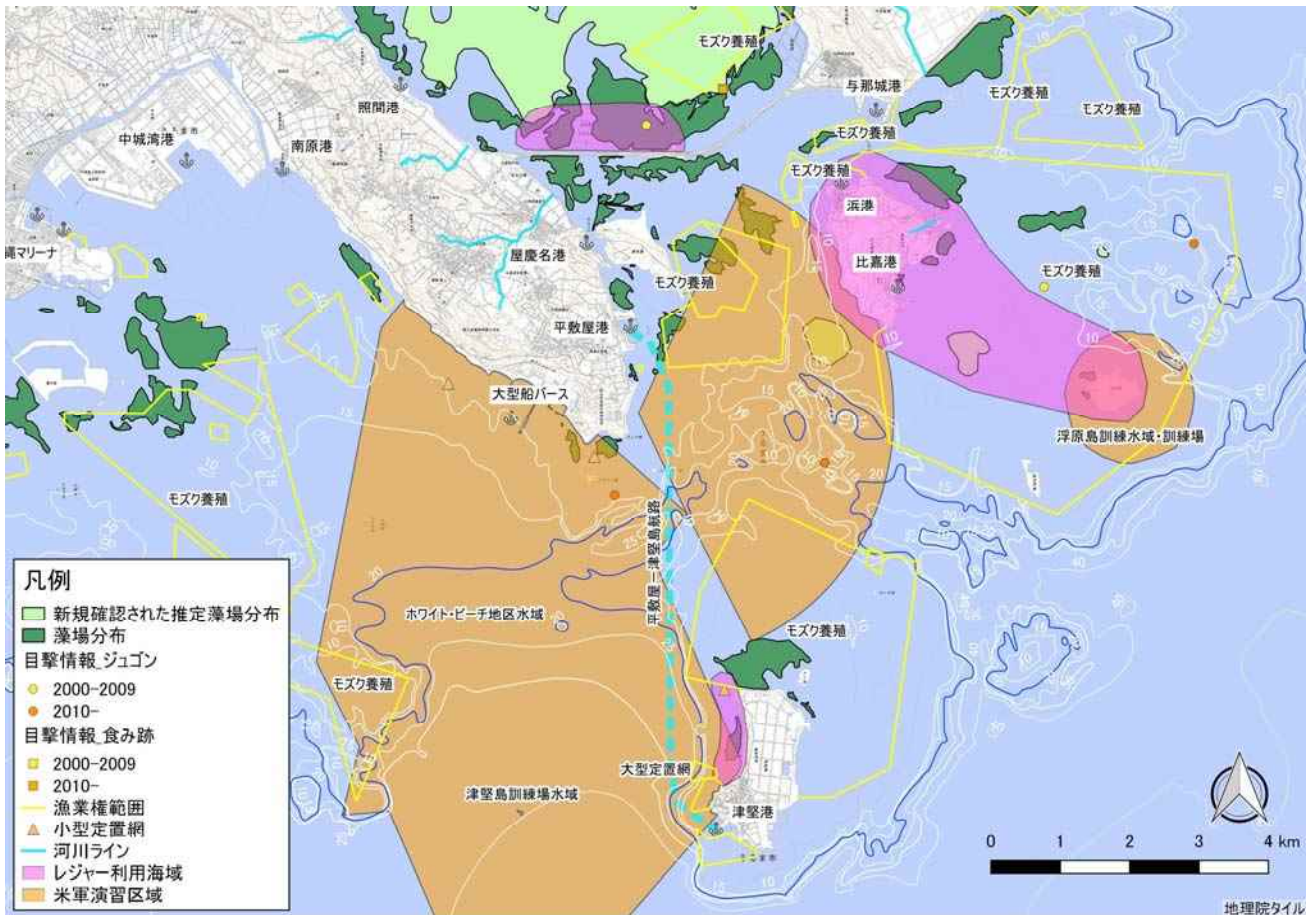 モズク養殖
与那城港
照間港
モズク養殖
モズク養殖
中城湾港
南原港
モズク養殖
モズク養殖
浜港
縄マリーナ
屋慶名港
比嘉港
モズク養殖
モズク養殖
平敷屋港
大型船バース
浮原島訓練水域・訓練場
モズク養殖
平敷屋－津堅島航路
ホワイト・ビーチ地区水域
モズク養殖
モズク養殖
大型定置網
津堅島訓練場水域
津堅港
凡例
新規確認された推定藻場分布
藻場分布
目撃情報_ジュゴン
2000-2009
2010-
目撃情報_食み跡
2000-2009
2010-
漁業権範囲
小型定置網
河川ライン
レジャー利用海域
米軍演習区域
0 1 2 3 4 km
地理院タイル